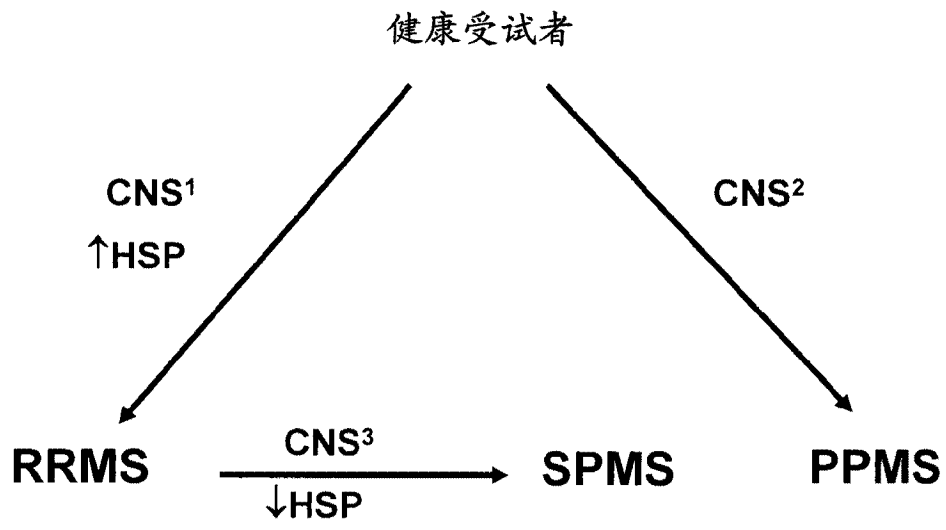 健康受试者
CNS¹
↑HSP
CNS²
CNS³
↓HSP
RRMS
SPMS
PPMS